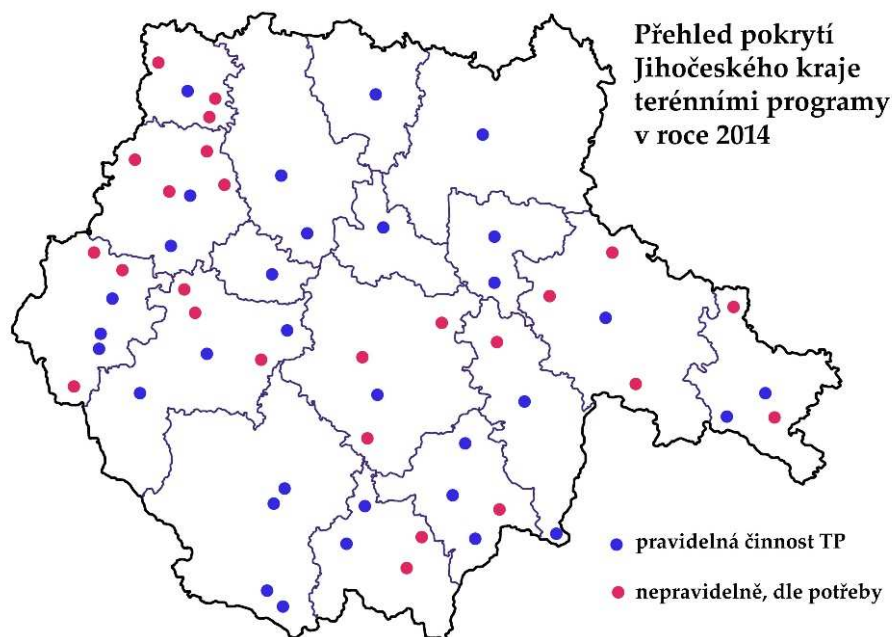 Přehled pokrytí
Jihočeského kraje
terénními programy
v roce 2014
pravidelná činnost TP
nepravidelně, dle potřeby